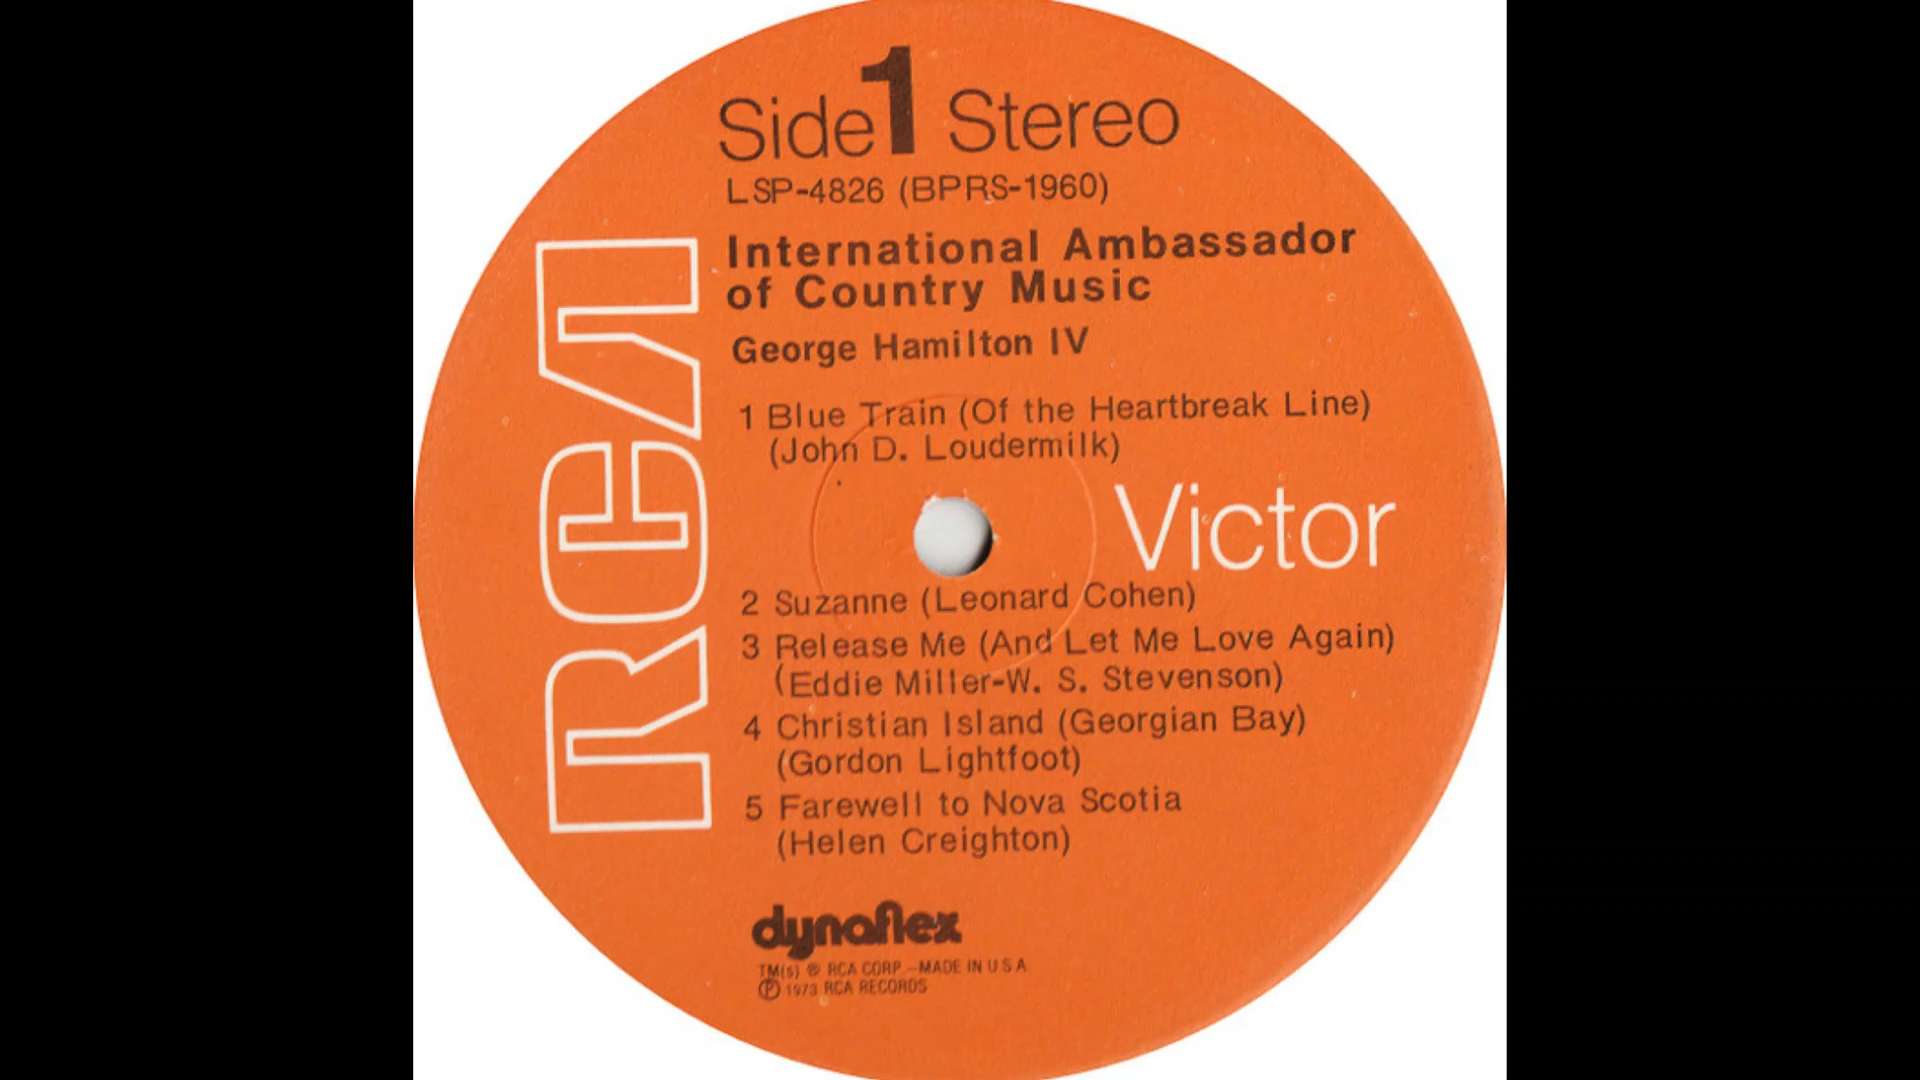 Side 1 Stereo
LSP-4826 (BPRS-1960)
International Ambassador
of Country Music
George Hamilton IV
1 Blue Train (Of the Heartbreak Line)
(John D. Loudermilk)
RCA
Victor
2 Suzanne (Leonard Cohen)
3 Release Me (And Let Me Love Again)
(Eddie Miller-W. S. Stevenson)
4 Christian Island (Georgian Bay)
(Gordon Lightfoot)
5 Farewell to Nova Scotia
(Helen Creighton)
dynaflex
TM(s) ® RCA CORP.—MADE IN U S A
℗ 1973 RCA RECORDS